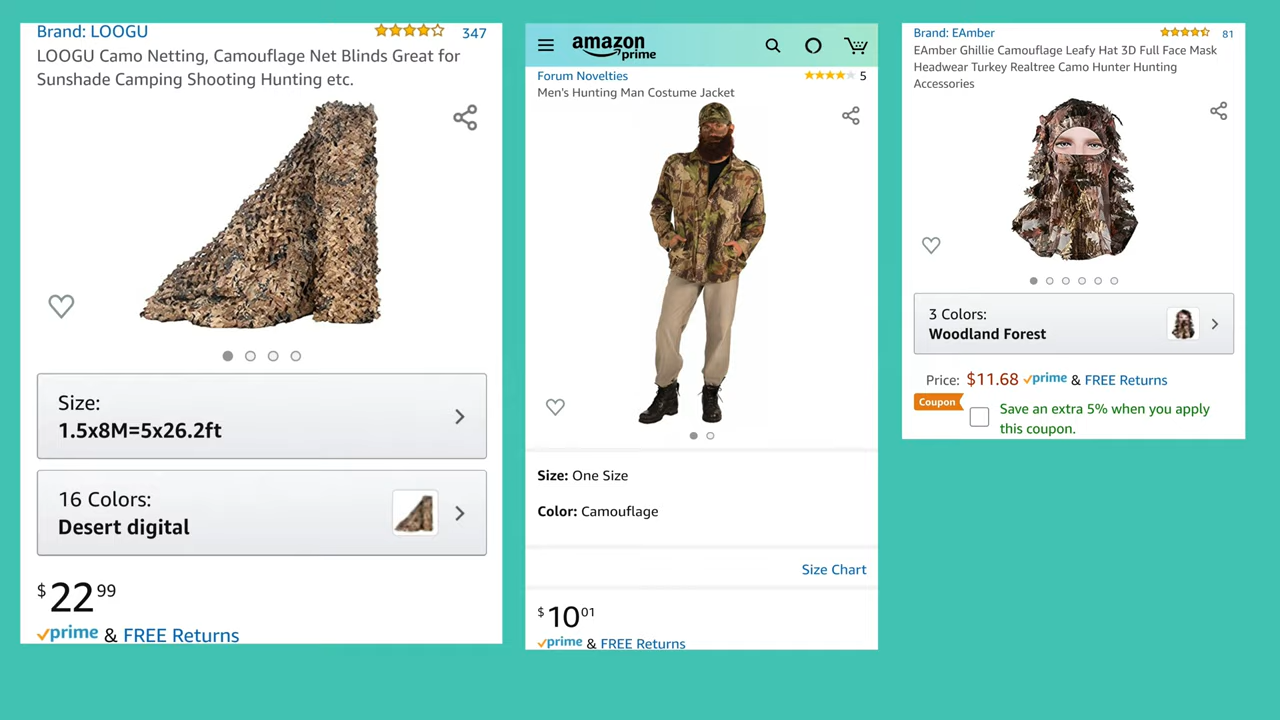 Brand: LOOGU
347
LOOGU Camo Netting, Camouflage Net Blinds Great for
Sunshade Camping Shooting Hunting etc.
Size:
1.5x8M=5x26.2ft
16 Colors:
Desert digital
$22 99
prime & FREE Returns
amazon
prime
Forum Novelties
5
Men's Hunting Man Costume Jacket
Size: One Size
Color: Camouflage
Size Chart
$10 01
prime & FREE Returns
Brand: EAmber
81
EAmber Ghillie Camouflage Leafy Hat 3D Full Face Mask
Headwear Turkey Realtree Camo Hunter Hunting
Accessories
3 Colors:
Woodland Forest
Price: $11.68 prime & FREE Returns
Coupon
Save an extra 5% when you apply
this coupon.